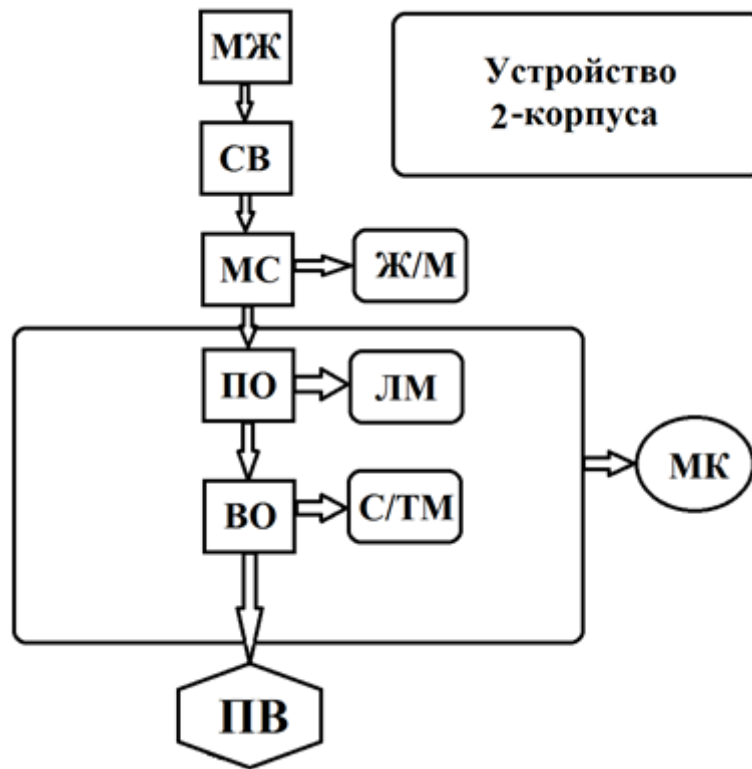 МЖ
Устройство
2-корпуса
СВ
МС
Ж/М
ПО
ЛМ
МК
ВО
С/ТМ
ПВ